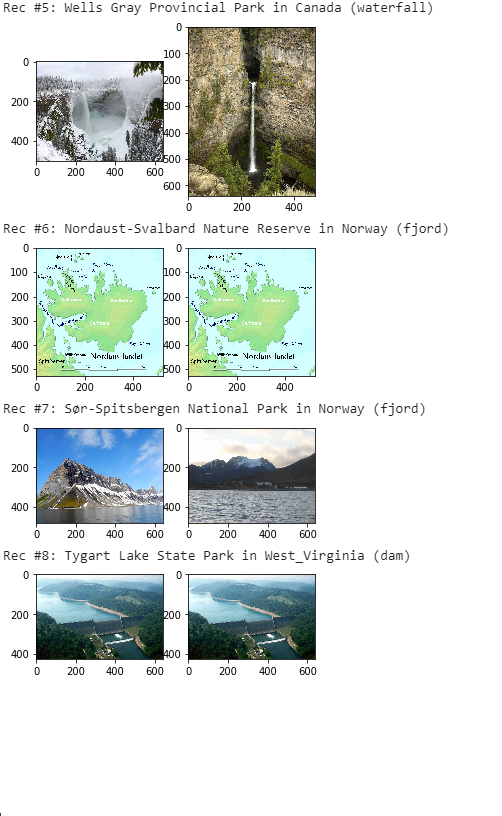 Rec #5: Wells Gray Provincial Park in Canada (waterfall)
0
200
400
0 200 400 600
0
100
200
300
400
500
600
0 200 400
Rec #6: Nordaust-Svalbard Nature Reserve in Norway (fjord)
0
100
200
300
400
500
0 200 400
0
100
200
300
400
500
0 200 400
Rec #7: Sør-Spitsbergen National Park in Norway (fjord)
0
200
400
0 200 400 600
0
200
400
0 200 400 600
Rec #8: Tygart Lake State Park in West_Virginia (dam)
0
200
400
0 200 400 600
0
200
400
0 200 400 600